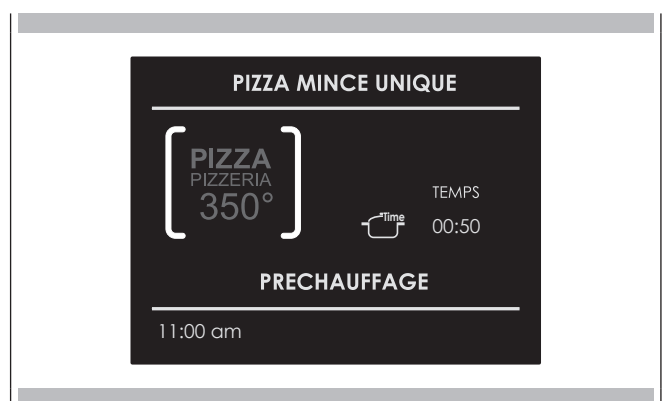 PIZZA MINCE UNIQUE
PIZZA
PIZZERIA
350°
TEMPS
Time
00:50
PRECHAUFFAGE
11:00 am